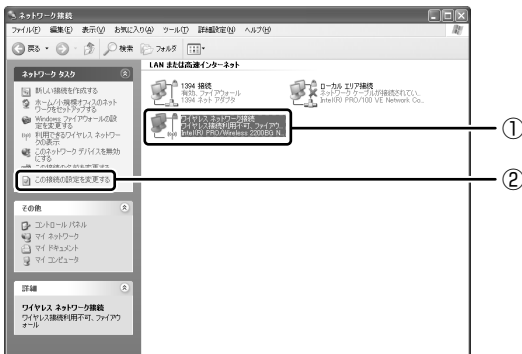 ネットワーク接続
ファイル(F) 編集(E) 表示(V) お気に入り(A) ツール(T) 詳細設定(N) ヘルプ(H)
戻る 検索 フォルダ
ネットワーク タスク
新しい接続を作成する
ホーム/小規模オフィスのネット
ワークをセットアップする
Windows ファイアウォールの設
定を変更する
利用できるワイヤレス ネットワー
クの表示
このネットワーク デバイスを無効
にする
この接続の名前を変更する
この接続の設定を変更する
その他
コントロール パネル
マイ ネットワーク
マイ ドキュメント
マイ コンピュータ
詳細
ワイヤレス ネットワーク接続
ワイヤレス接続利用不可, ファイアウ
ォール
LAN または高速インターネット
1394 接続
有効, ファイアウォール
1394 ネット アダプタ
ローカル エリア接続
ネットワーク ケーブルが接続されてい...
Intel(R) PRO/100 VE Network Co...
ワイヤレス ネットワーク接続
ワイヤレス接続利用不可, ファイアウ...
Intel(R) PRO/Wireless 2200BG N...
①
②